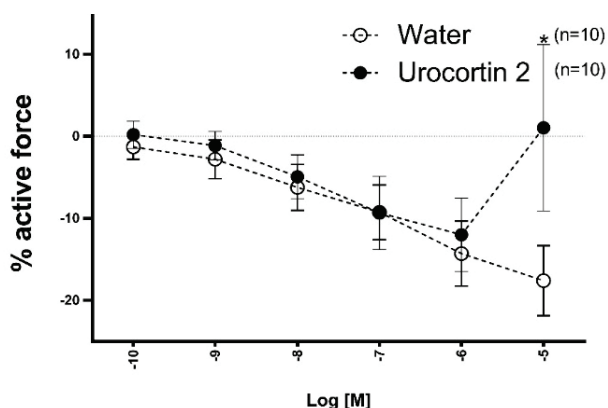 10
0
-10
-20
% active force
Water
(n=10)
Urocortin 2
(n=10)
*
-10
-9
-8
-7
-6
-5
Log [M]